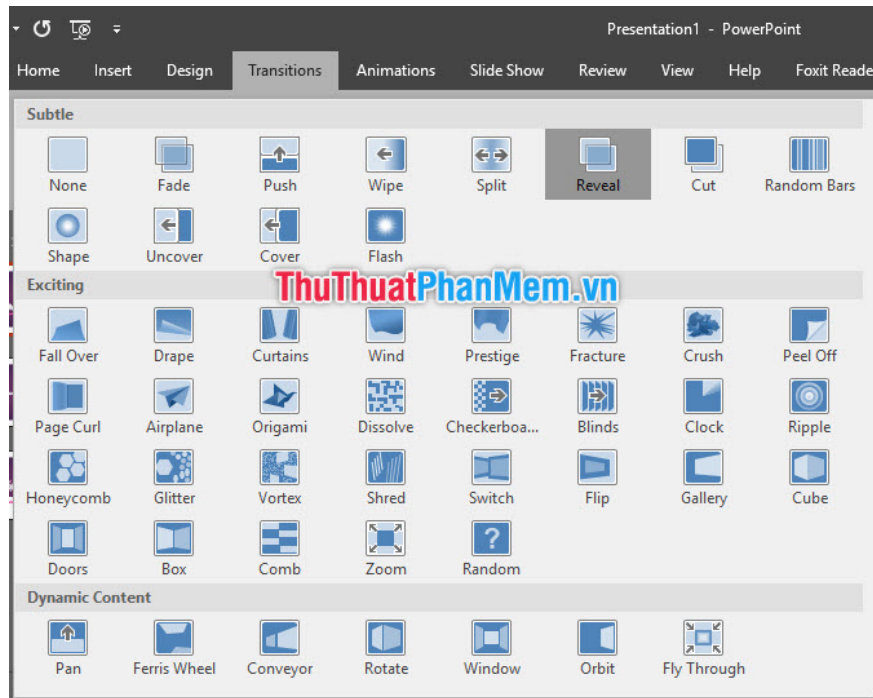 Presentation1 - PowerPoint
Home Insert Design Transitions Animations Slide Show Review View Help Foxit Reade
Subtle
None Fade Push Wipe Split Reveal Cut Random Bars
Shape Uncover Cover Flash
Exciting
ThuThuatPhanMem.vn
Fall Over Drape Curtains Wind Prestige Fracture Crush Peel Off
Page Curl Airplane Origami Dissolve Checkerboa... Blinds Clock Ripple
Honeycomb Glitter Vortex Shred Switch Flip Gallery Cube
Doors Box Comb Zoom Random
Dynamic Content
Pan Ferris Wheel Conveyor Rotate Window Orbit Fly Through